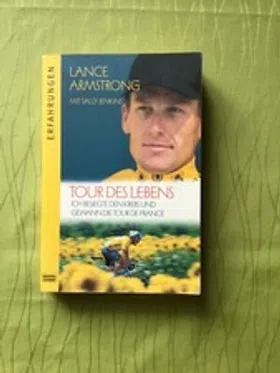 LANCE
ARMSTRONG
MIT SALLY JENKINS
ERFAHRUNGEN
TOUR DES LEBENS
ICH BESIEGTE DEN KREBS UND
GEWANN DIE TOUR DE FRANCE